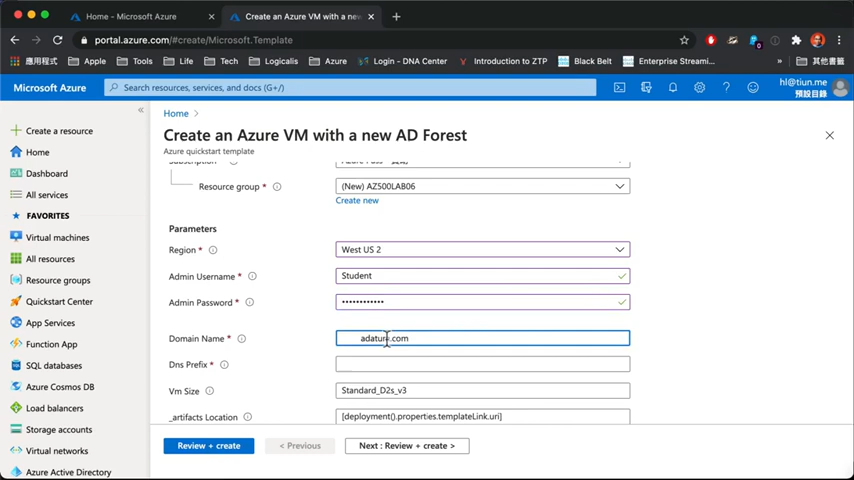 Home - Microsoft Azure
Create an Azure VM with a new
portal.azure.com/#create/Microsoft.Template
應用程式
Apple
Tools
Life
Tech
Logicalis
Azure
Login - DNA Center
Introduction to ZTP
Black Belt
Enterprise Streami...
其他書籤
Microsoft Azure
Search resources, services, and docs (G+/)
hl@tiun.me
預設目錄
Create a resource
Home
Dashboard
All services
FAVORITES
Virtual machines
All resources
Resource groups
Quickstart Center
App Services
Function App
SQL databases
Azure Cosmos DB
Load balancers
Storage accounts
Virtual networks
Azure Active Directory
Home
Create an Azure VM with a new AD Forest
Azure quickstart template
Subscription
Resource group *
(New) AZ500LAB06
Create new
Parameters
Region *
West US 2
Admin Username *
Student
Admin Password *
••••••••••••
Domain Name *
adatum.com
Dns Prefix *
Vm Size
Standard_D2s_v3
_artifacts Location
[deployment().properties.templateLink.uri]
Review + create
< Previous
Next : Review + create >